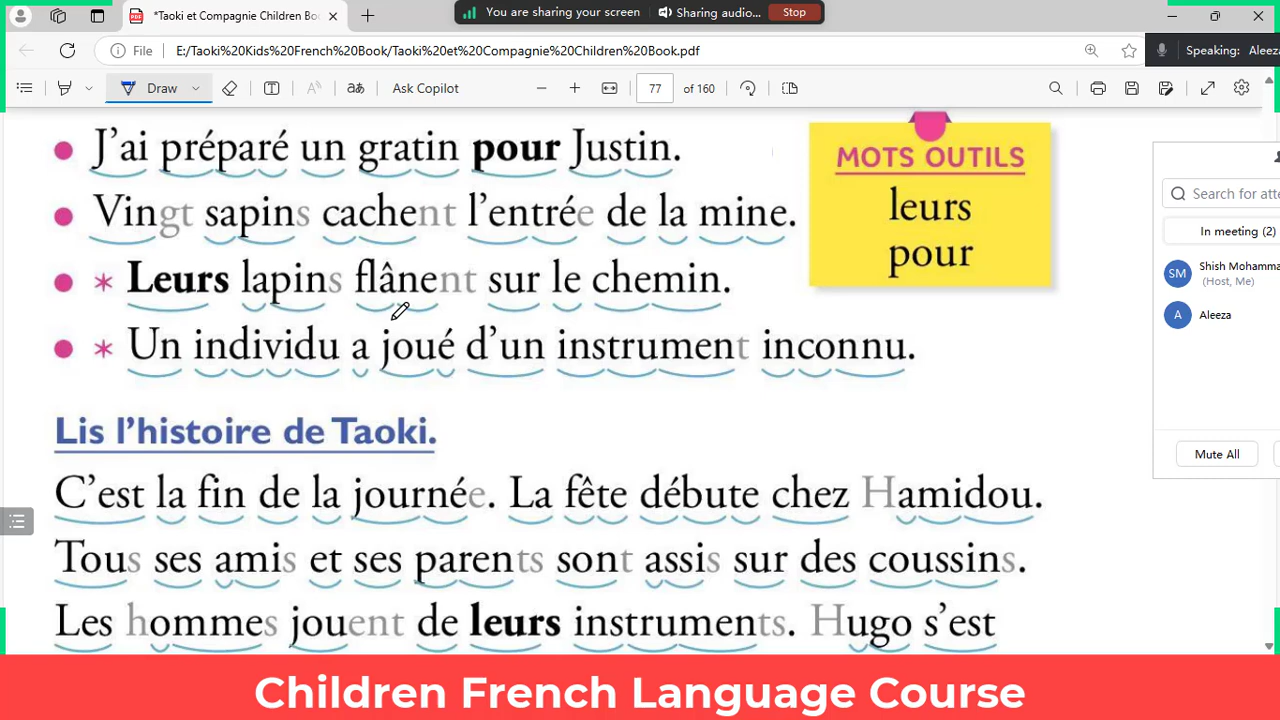 *Taoki et Compagnie Children Bo
You are sharing your screen
Sharing audio...
Stop
File
E:/Taoki%20Kids%20French%20Book/Taoki%20et%20Compagnie%20Children%20Book.pdf
Speaking: Aleeza
Draw
Ask Copilot
77 of 160
J'ai préparé un gratin pour Justin.
Vingt sapins cachent l'entrée de la mine.
* Leurs lapins flânent sur le chemin.
* Un individu a joué d'un instrument inconnu.
MOTS OUTILS
leurs
pour
Search for att
In meeting (2)
SM
Shish Mohamma
(Host, Me)
A
Aleeza
Mute All
Lis l'histoire de Taoki.
C'est la fin de la journée. La fête débute chez Hamidou.
Tous ses amis et ses parents sont assis sur des coussins.
Les hommes jouent de leurs instruments. Hugo s'est
Children French Language Course